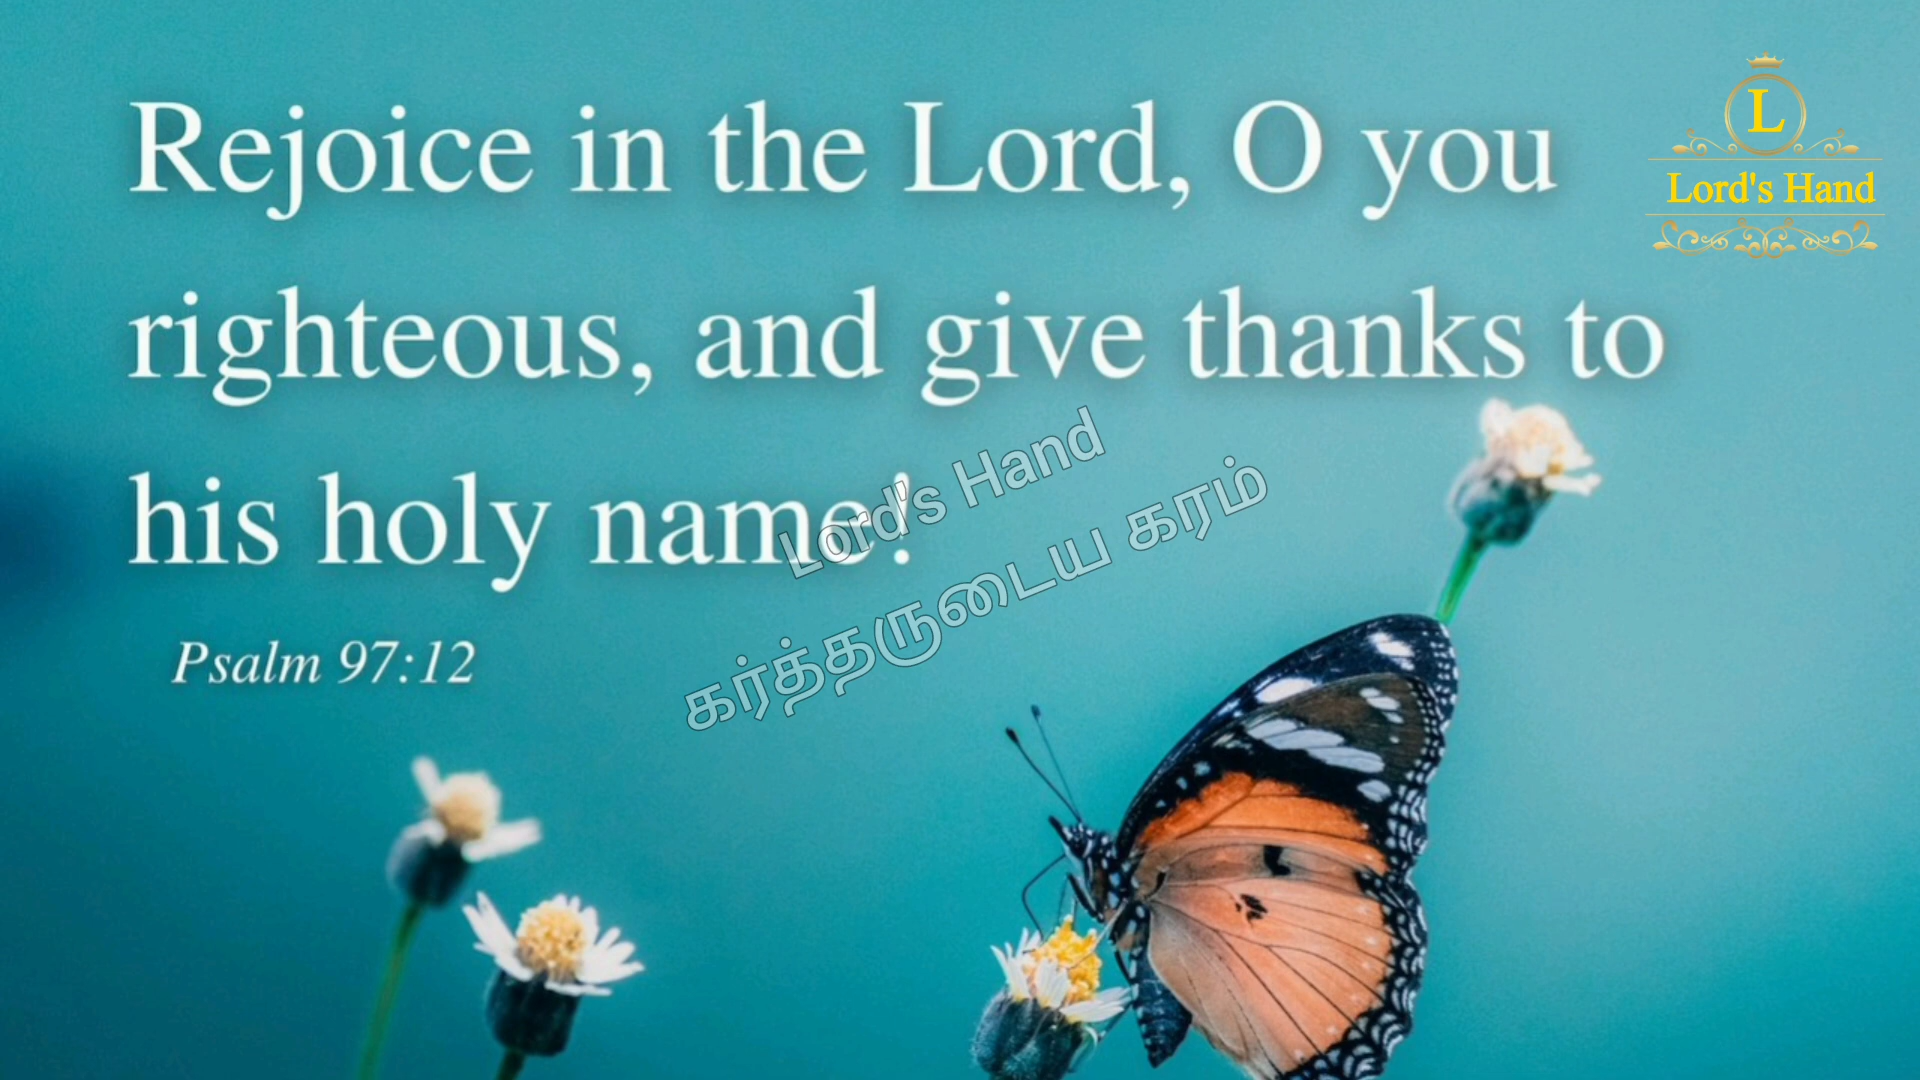 Rejoice in the Lord, O you
righteous, and give thanks to
his holy name!
Psalm 97:12
L
Lord's Hand
Lord's Hand
கர்த்தருடைய கரம்